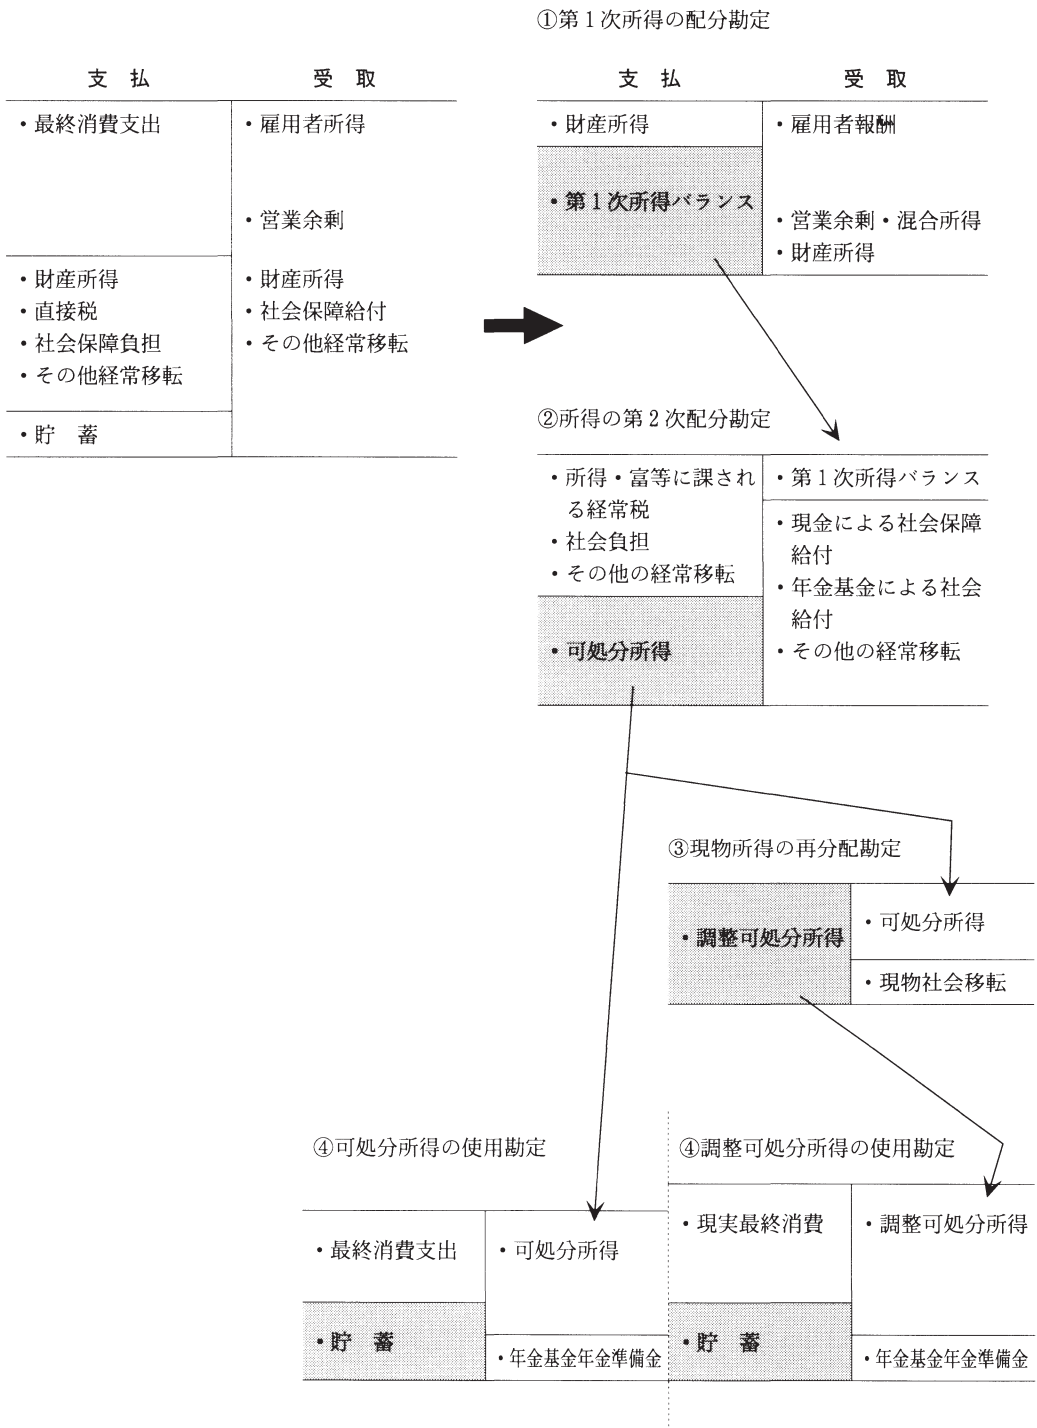 支　払
受　取
・最終消費支出
・雇用者所得
・営業余剰
・財産所得
・直接税
・社会保障負担
・その他経常移転
・財産所得
・社会保障給付
・その他経常移転
・貯　蓄
①第１次所得の配分勘定
支　払
受　取
・財産所得
・雇用者報酬
・第１次所得バランス
・営業余剰・混合所得
・財産所得
②所得の第２次配分勘定
・所得・富等に課され
る経常税
・社会負担
・その他の経常移転
・第１次所得バランス
・現金による社会保障
給付
・年金基金による社会
給付
・その他の経常移転
・可処分所得
③現物所得の再分配勘定
・調整可処分所得
・可処分所得
・現物社会移転
④可処分所得の使用勘定
・最終消費支出
・可処分所得
・貯　蓄
・年金基金年金準備金
④調整可処分所得の使用勘定
・現実最終消費
・調整可処分所得
・貯　蓄
・年金基金年金準備金